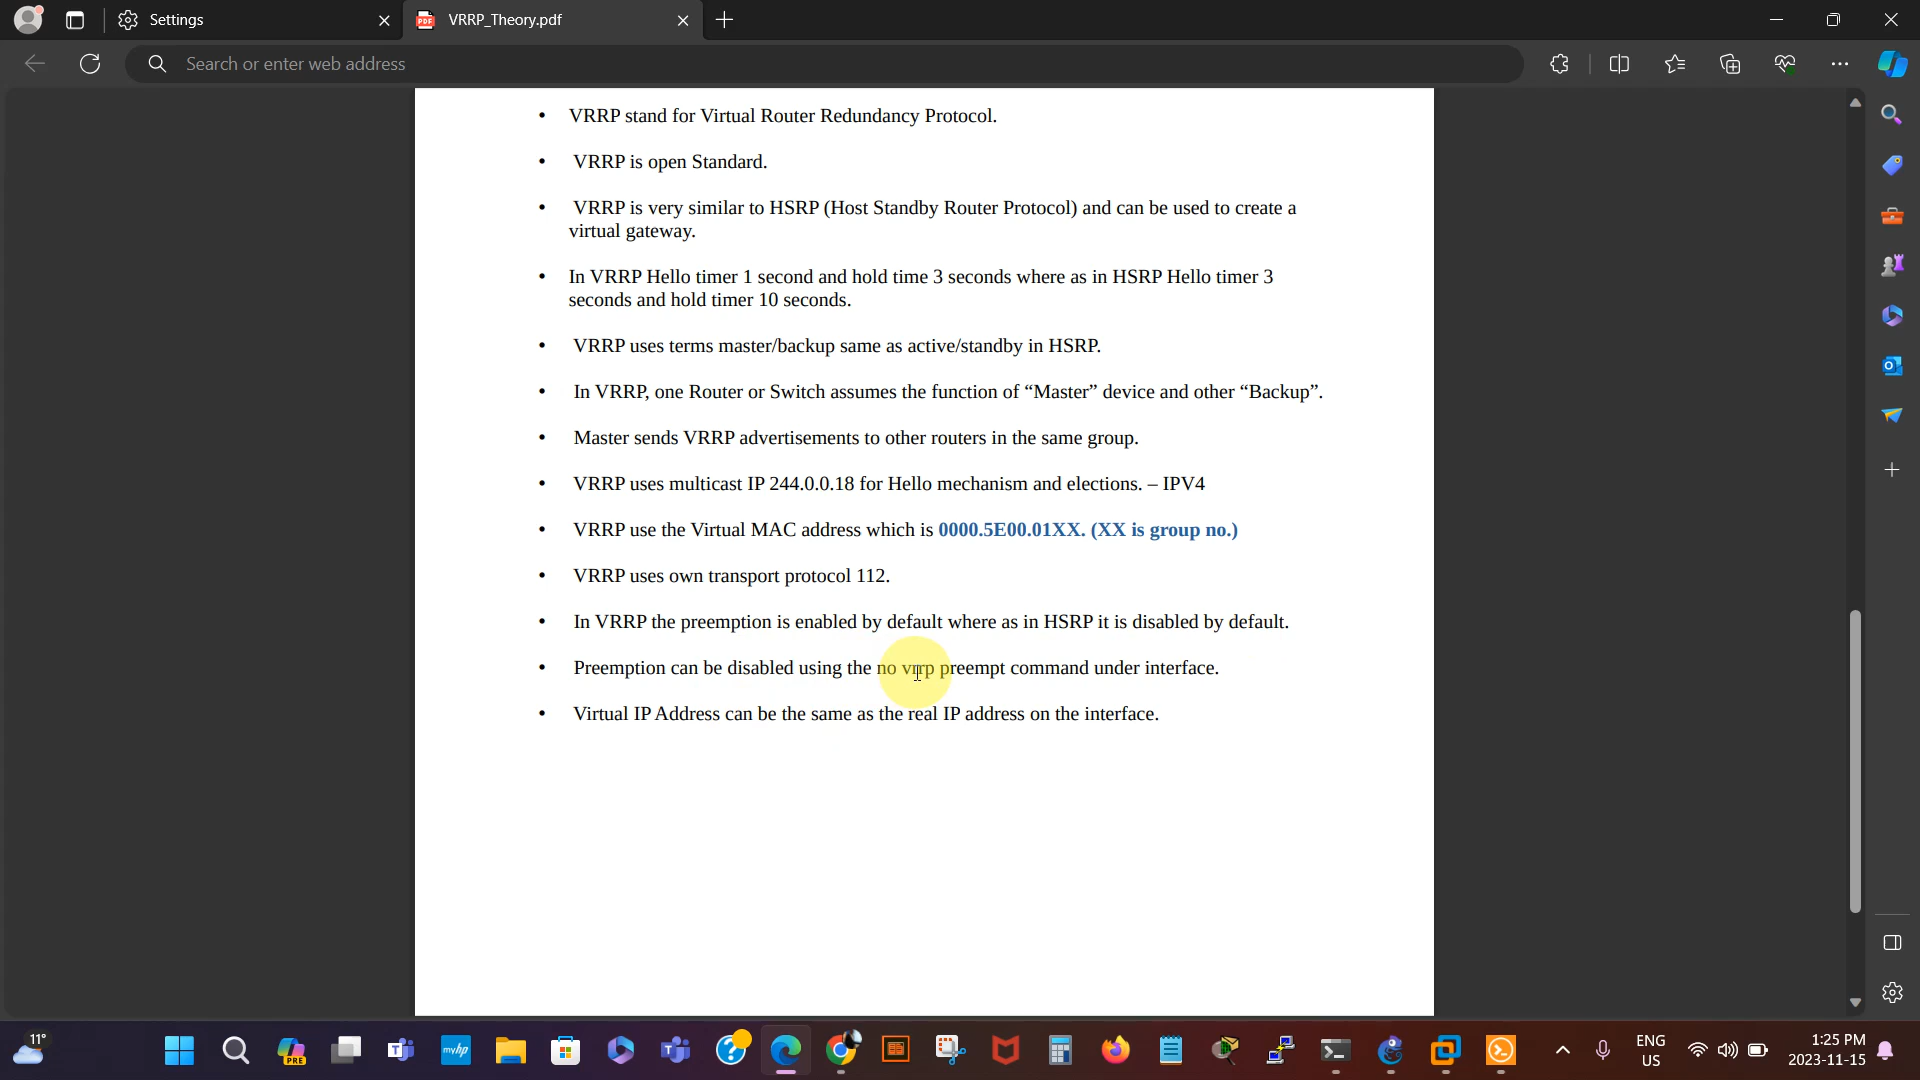 Settings
VRRP_Theory.pdf
Search or enter web address
• VRRP stand for Virtual Router Redundancy Protocol.
• VRRP is open Standard.
• VRRP is very similar to HSRP (Host Standby Router Protocol) and can be used to create a
virtual gateway.
• In VRRP Hello timer 1 second and hold time 3 seconds where as in HSRP Hello timer 3
seconds and hold timer 10 seconds.
• VRRP uses terms master/backup same as active/standby in HSRP.
• In VRRP, one Router or Switch assumes the function of “Master” device and other “Backup”.
• Master sends VRRP advertisements to other routers in the same group.
• VRRP uses multicast IP 244.0.0.18 for Hello mechanism and elections. – IPV4
• VRRP use the Virtual MAC address which is 0000.5E00.01XX. (XX is group no.)
• VRRP uses own transport protocol 112.
• In VRRP the preemption is enabled by default where as in HSRP it is disabled by default.
• Preemption can be disabled using the no vrrp preempt command under interface.
• Virtual IP Address can be the same as the real IP address on the interface.
11°
PRE
myhp
ENG
US
1:25 PM
2023-11-15